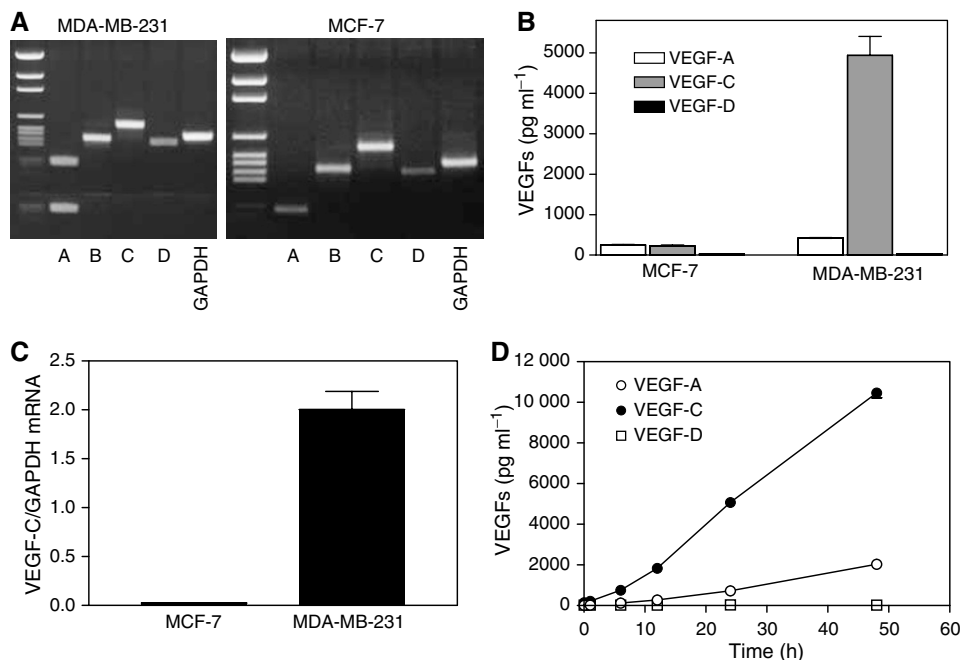 A
MDA-MB-231
MCF-7
A B C D GAPDH
A B C D GAPDH
B
VEGFs (pg ml⁻¹)
6000
5000
4000
3000
2000
1000
0
VEGF-A
VEGF-C
VEGF-D
MCF-7
MDA-MB-231
C
VEGF-C/GAPDH mRNA
2.5
2.0
1.5
1.0
0.5
0.0
MCF-7
MDA-MB-231
D
VEGFs (pg ml⁻¹)
12 000
10 000
8000
6000
4000
2000
0
VEGF-A
VEGF-C
VEGF-D
0 10 20 30 40 50 60
Time (h)